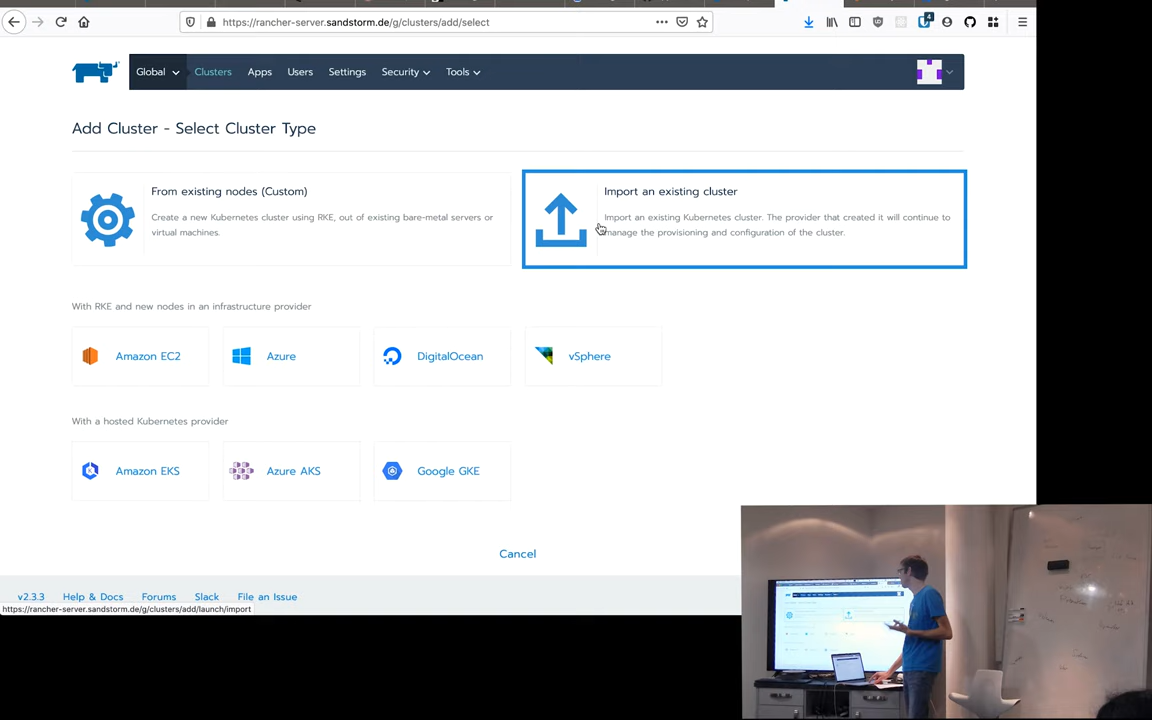 https://rancher-server.sandstorm.de/g/clusters/add/select
4
Global Clusters Apps Users Settings Security Tools
Add Cluster - Select Cluster Type
From existing nodes (Custom)
Create a new Kubernetes cluster using RKE, out of existing bare-metal servers or
virtual machines.
Import an existing cluster
Import an existing Kubernetes cluster. The provider that created it will continue to
manage the provisioning and configuration of the cluster.
With RKE and new nodes in an infrastructure provider
Amazon EC2 Azure DigitalOcean vSphere
With a hosted Kubernetes provider
Amazon EKS Azure AKS Google GKE
Cancel
v2.3.3 Help & Docs Forums Slack File an Issue
https://rancher-server.sandstorm.de/g/clusters/add/launch/import